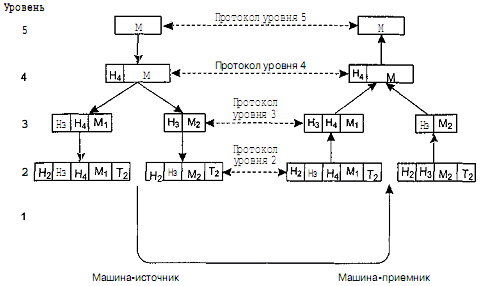 Уровень
5 M Протокол уровня 5 M
4 H4 M Протокол уровня 4 H4 M
3 H3 H4 M1 H3 M2 Протокол уровня 3 H3 H4 M1 H3 M2
2 H2 H3 H4 M1 T2 H2 H3 M2 T2 Протокол уровня 2 H2 H3 H4 M1 T2 H2 H3 M2 T2
1
Машина-источник Машина-приемник